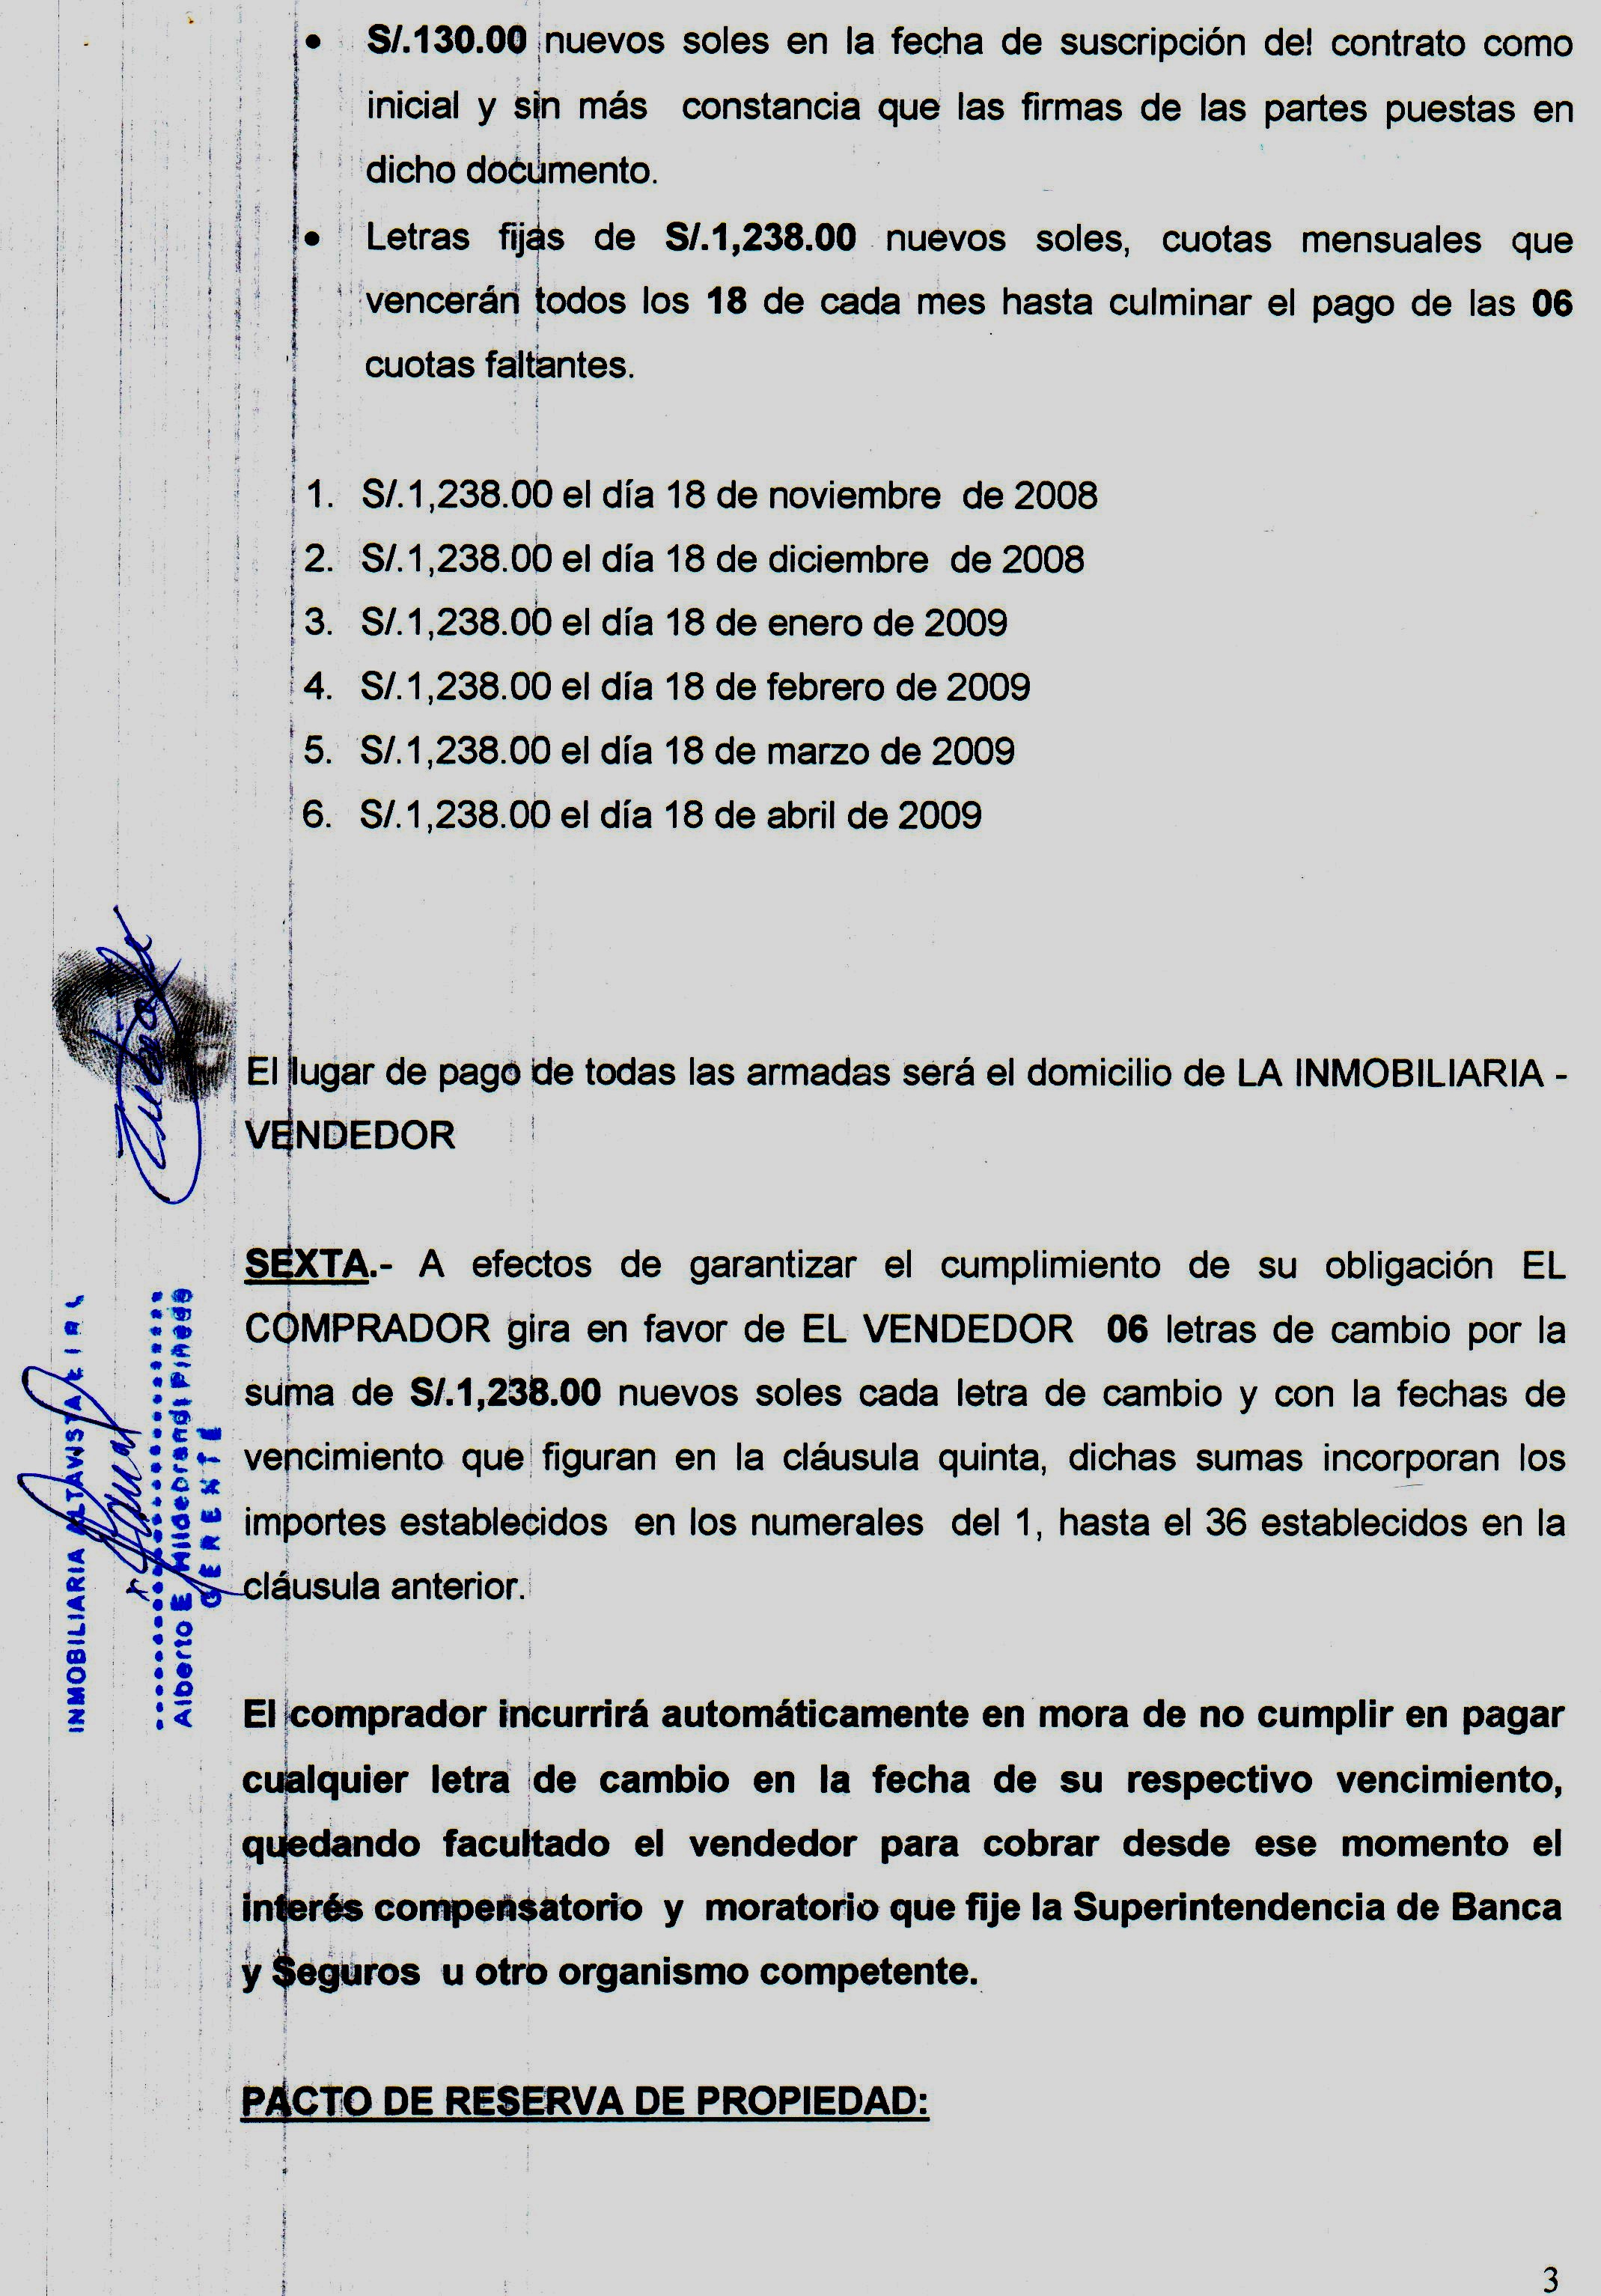 • S/.130.00 nuevos soles en la fecha de suscripción del contrato como
inicial y sin más constancia que las firmas de las partes puestas en
dicho documento.
• Letras fijas de S/.1,238.00 nuevos soles, cuotas mensuales que
vencerán todos los 18 de cada mes hasta culminar el pago de las 06
cuotas faltantes.
1. S/.1,238.00 el día 18 de noviembre de 2008
2. S/.1,238.00 el día 18 de diciembre de 2008
3. S/.1,238.00 el día 18 de enero de 2009
4. S/.1,238.00 el día 18 de febrero de 2009
5. S/.1,238.00 el día 18 de marzo de 2009
6. S/.1,238.00 el día 18 de abril de 2009
El lugar de pago de todas las armadas será el domicilio de LA INMOBILIARIA -
VENDEDOR
SEXTA.- A efectos de garantizar el cumplimiento de su obligación EL
COMPRADOR gira en favor de EL VENDEDOR 06 letras de cambio por la
suma de S/.1,238.00 nuevos soles cada letra de cambio y con la fechas de
vencimiento que figuran en la cláusula quinta, dichas sumas incorporan los
importes establecidos en los numerales del 1, hasta el 36 establecidos en la
cláusula anterior.
El comprador incurrirá automáticamente en mora de no cumplir en pagar
cualquier letra de cambio en la fecha de su respectivo vencimiento,
quedando facultado el vendedor para cobrar desde ese momento el
interés compensatorio y moratorio que fije la Superintendencia de Banca
y Seguros u otro organismo competente.
PACTO DE RESERVA DE PROPIEDAD:
INMOBILIARIA ALTAVISTA E I R L
Alberto E Hildebrandi Pinedo
GERENTE
3